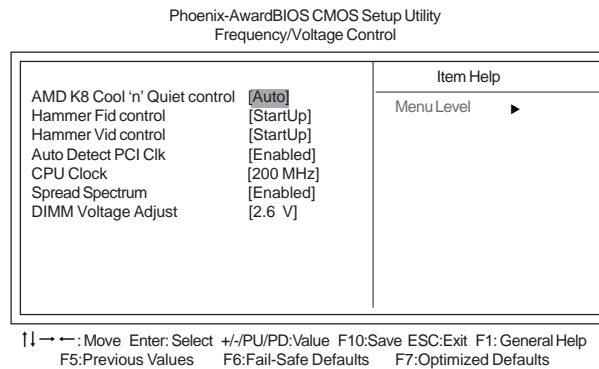 Phoenix-AwardBIOS CMOS Setup Utility
Frequency/Voltage Control
Item Help
AMD K8 Cool ‘n’ Quiet control [Auto]
Menu Level ►
Hammer Fid control [StartUp]
Hammer Vid control [StartUp]
Auto Detect PCI Clk [Enabled]
CPU Clock [200 MHz]
Spread Spectrum [Enabled]
DIMM Voltage Adjust [2.6 V]
↑↓→←: Move Enter: Select +/-/PU/PD:Value F10:Save ESC:Exit F1: General Help
F5:Previous Values F6:Fail-Safe Defaults F7:Optimized Defaults